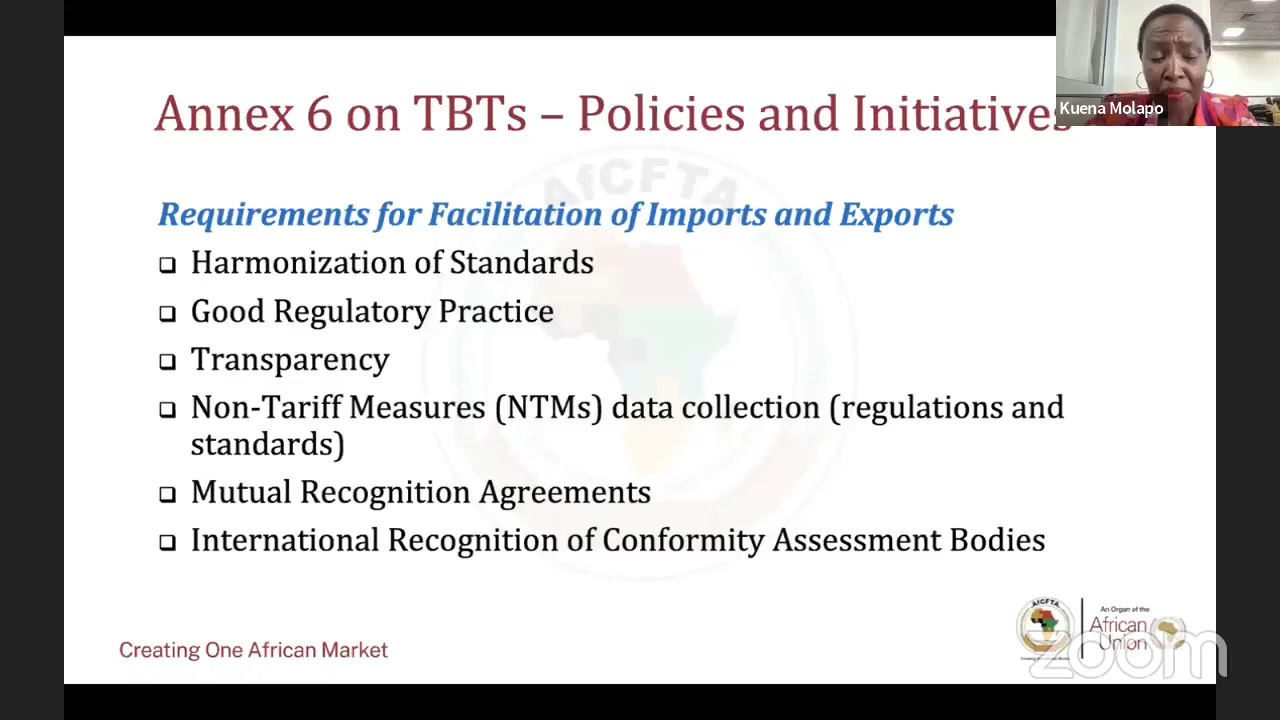 Annex 6 on TBTs – Policies and Initiatives
Kuena Molapo
Requirements for Facilitation of Imports and Exports
Harmonization of Standards
Good Regulatory Practice
Transparency
Non-Tariff Measures (NTMs) data collection (regulations and
standards)
Mutual Recognition Agreements
International Recognition of Conformity Assessment Bodies
AfCFTA
Creating One African Market
AfCFTA
An Organ of the
African
Union
zoom